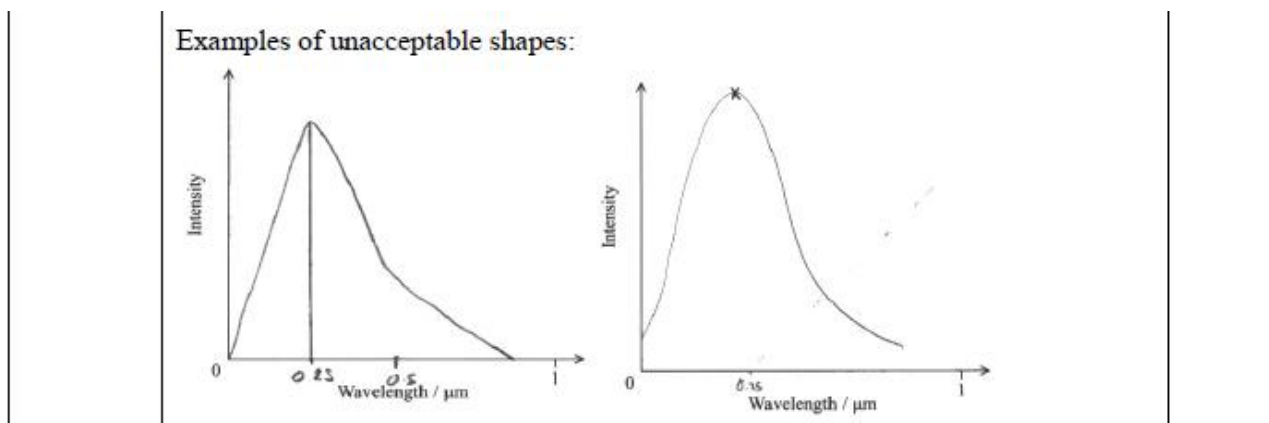 Examples of unacceptable shapes:
Intensity
0
0.25
0.5
1
Wavelength / μm
Intensity
0
1
Wavelength / μm